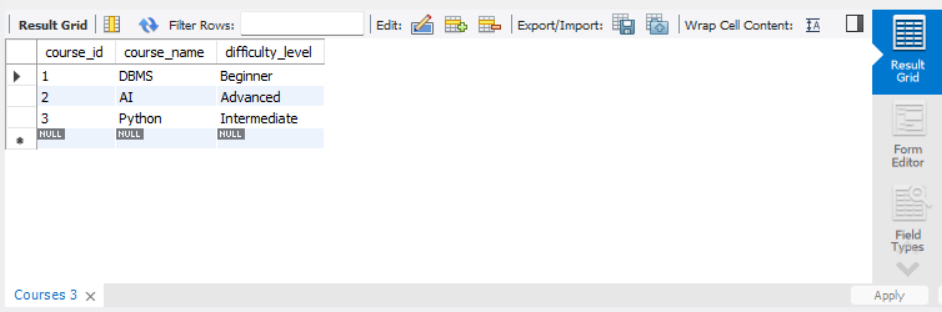 Result Grid Filter Rows: Edit: Export/Import: Wrap Cell Content: IA
course_id course_name difficulty_level
1 DBMS Beginner
2 AI Advanced
3 Python Intermediate
NULL NULL NULL
Result
Grid
Form
Editor
Field
Types
Courses 3 Apply